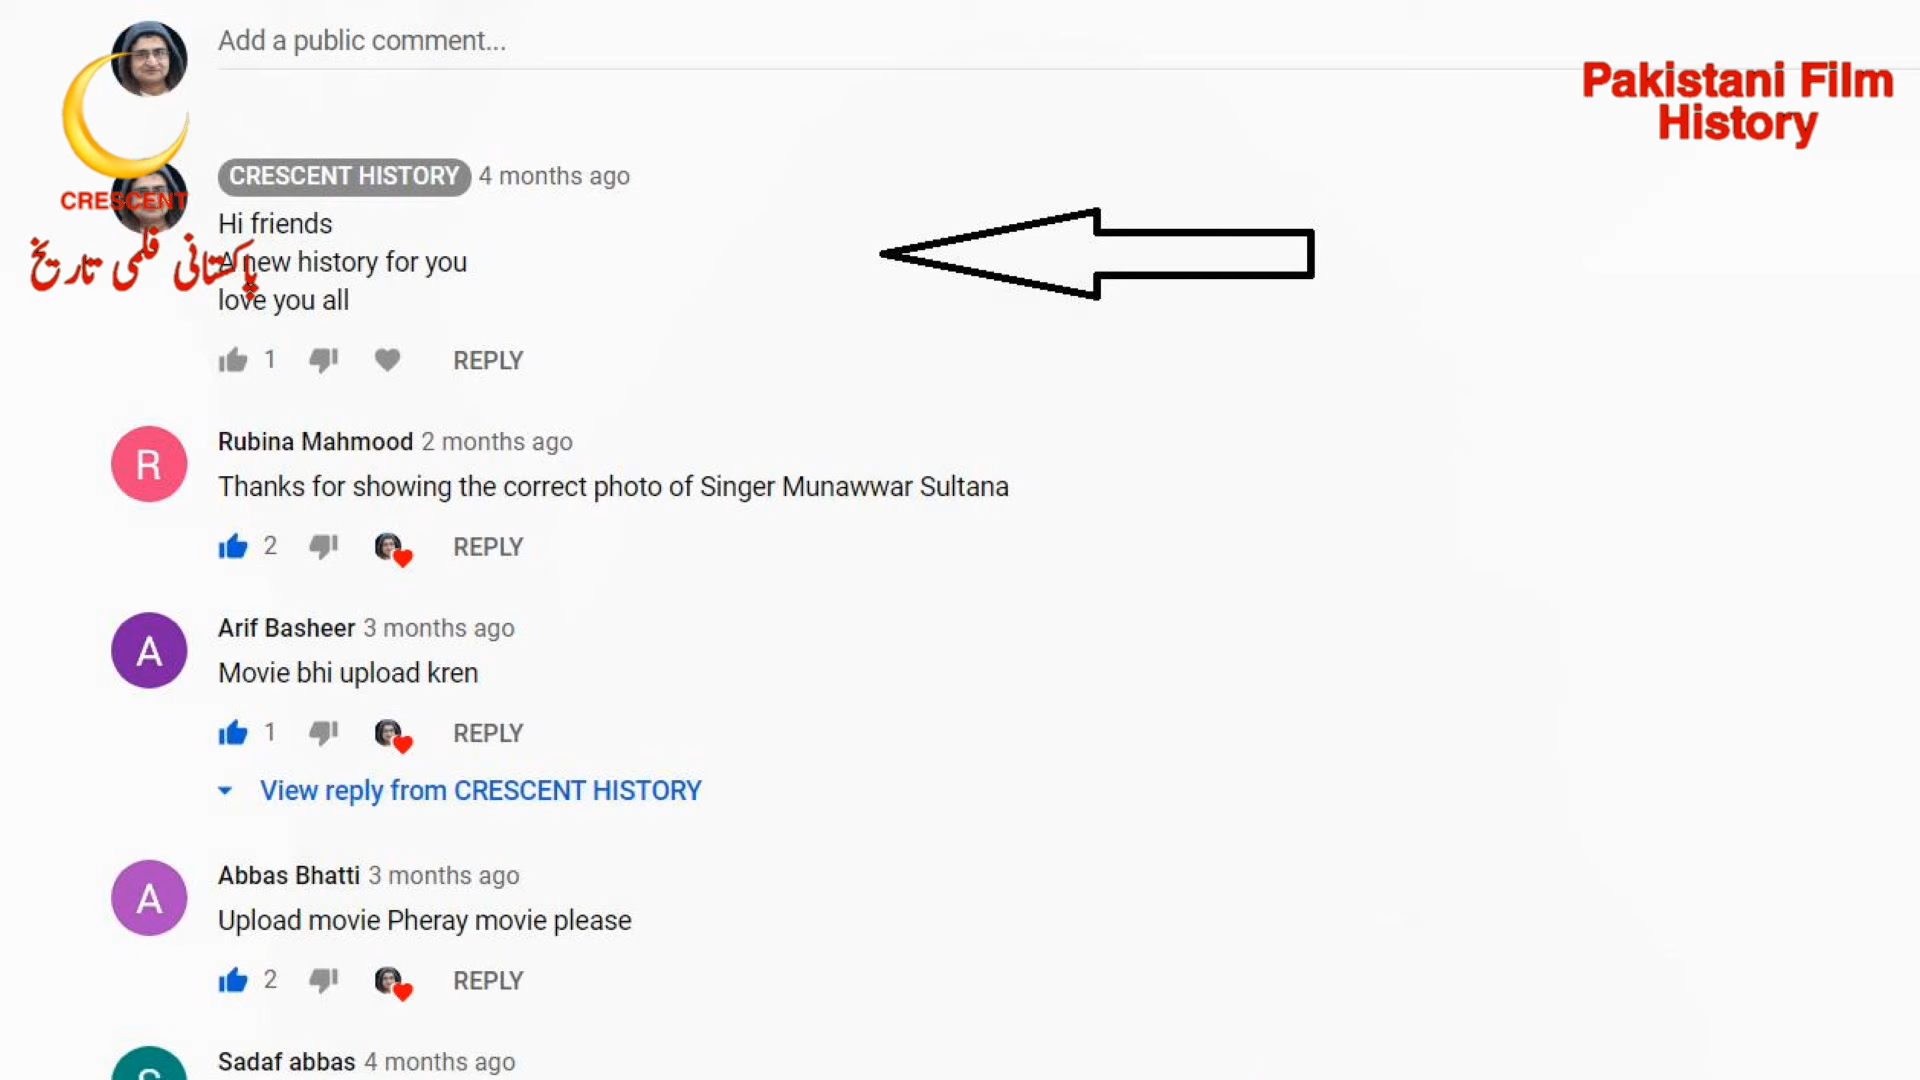 Add a public comment...
Pakistani Film
History
CRESCENT HISTORY 4 months ago
CRESCENT
Hi friends
پاکستانی فلمی تاریخ
A new history for you
love you all
1 REPLY
R
Rubina Mahmood 2 months ago
Thanks for showing the correct photo of Singer Munawwar Sultana
2 REPLY
A
Arif Basheer 3 months ago
Movie bhi upload kren
1 REPLY
View reply from CRESCENT HISTORY
A
Abbas Bhatti 3 months ago
Upload movie Pheray movie please
2 REPLY
Sadaf abbas 4 months ago